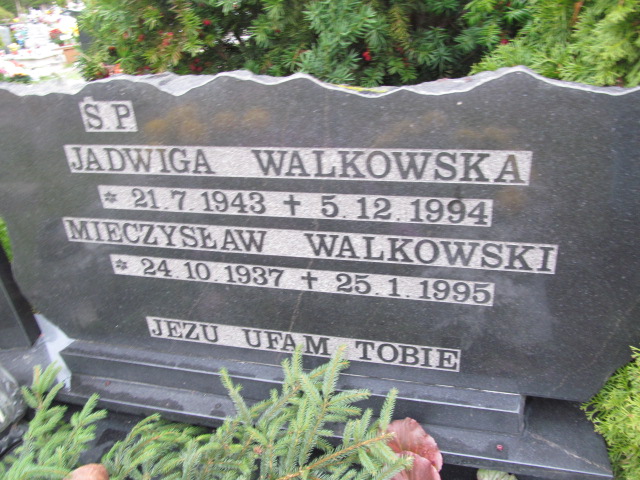 Ś.P
JADWIGA WALKOWSKA
* 21.7.1943 ✝ 5.12.1994
MIECZYSŁAW WALKOWSKI
* 24.10.1937 ✝ 25.1.1995
JEZU UFAM TOBIE